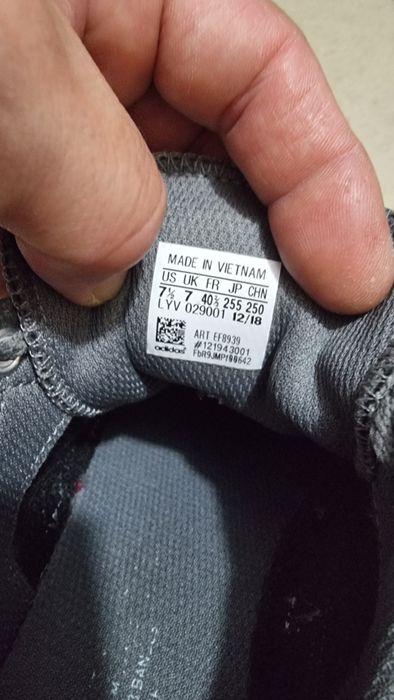 MADE IN VIETNAM
US UK FR JP CHN
7½ 7 40⅔ 255 250
LYV 029001 12/18
ART EF8939
#121943001
adidas